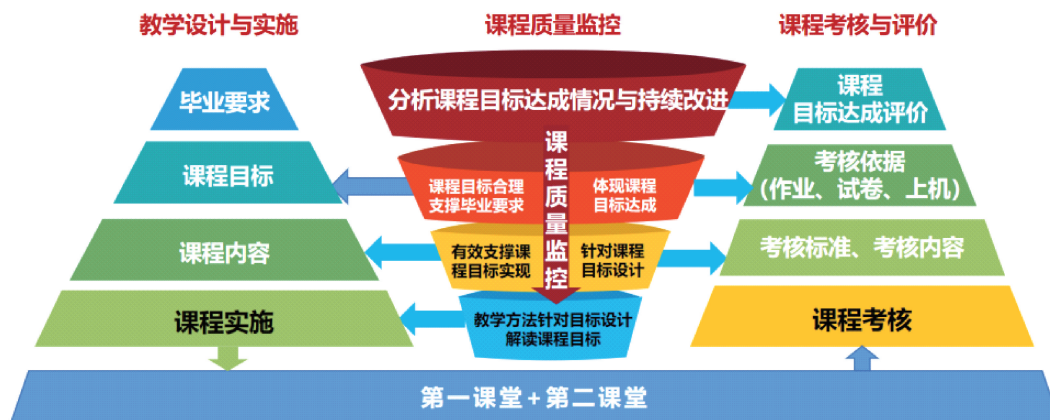 教学设计与实施
课程质量监控
课程考核与评价
毕业要求
课程目标
课程内容
课程实施
分析课程目标达成情况与持续改进
课程质量监控
课程目标合理
支撑毕业要求
体现课程
目标达成
有效支撑课
程目标实现
针对课程
目标设计
教学方法针对目标设计
解读课程目标
课程
目标达成评价
考核依据
（作业、试卷、上机）
考核标准、考核内容
课程考核
第一课堂+第二课堂